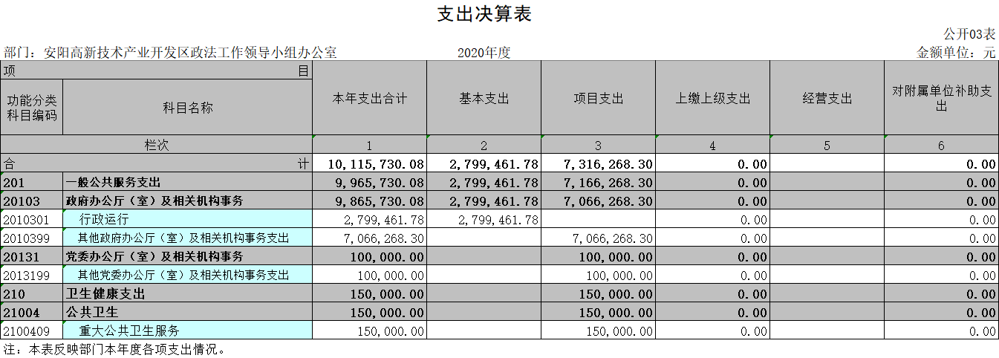 支出决算表
公开03表
部门：安阳高新技术产业开发区政法工作领导小组办公室 2020年度 金额单位：元
项 目
功能分类科目编码 科目名称 本年支出合计 基本支出 项目支出 上缴上级支出 经营支出 对附属单位补助支出
栏次 1 2 3 4 5 6
合 计 10,115,730.08 2,799,461.78 7,316,268.30 0.00 0.00
201 一般公共服务支出 9,965,730.08 2,799,461.78 7,166,268.30 0.00 0.00
20103 政府办公厅（室）及相关机构事务 9,865,730.08 2,799,461.78 7,066,268.30 0.00 0.00
2010301 行政运行 2,799,461.78 2,799,461.78 0.00 0.00
2010399 其他政府办公厅（室）及相关机构事务支出 7,066,268.30 7,066,268.30 0.00 0.00
20131 党委办公厅（室）及相关机构事务 100,000.00 100,000.00 0.00 0.00
2013199 其他党委办公厅（室）及相关机构事务支出 100,000.00 100,000.00 0.00 0.00
210 卫生健康支出 150,000.00 150,000.00 0.00 0.00
21004 公共卫生 150,000.00 150,000.00 0.00 0.00
2100409 重大公共卫生服务 150,000.00 150,000.00 0.00 0.00
注：本表反映部门本年度各项支出情况。